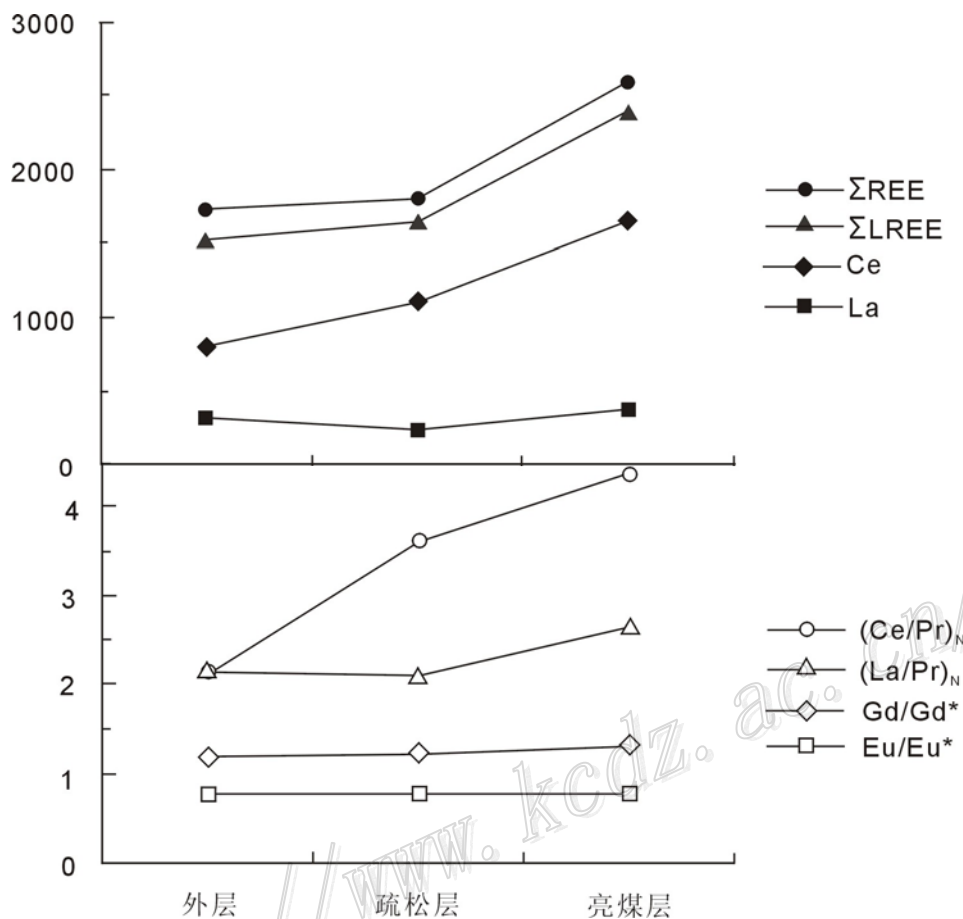 3000
2000
1000
0
ΣREE
ΣLREE
Ce
La
4
3
2
1
0
(Ce/Pr)N
(La/Pr)N
Gd/Gd*
Eu/Eu*
外层 疏松层 亮煤层
//www.kcdz.ac.cn/